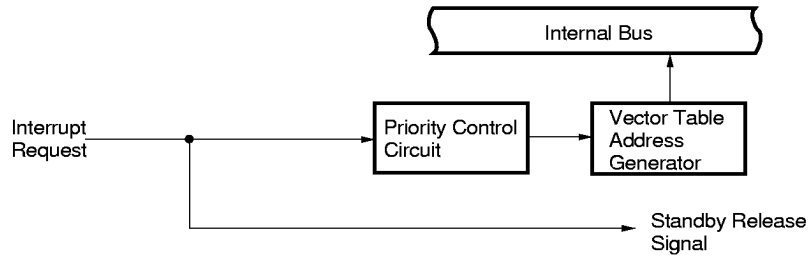 Internal Bus
Interrupt
Request
Priority Control
Circuit
Vector Table
Address
Generator
Standby Release
Signal